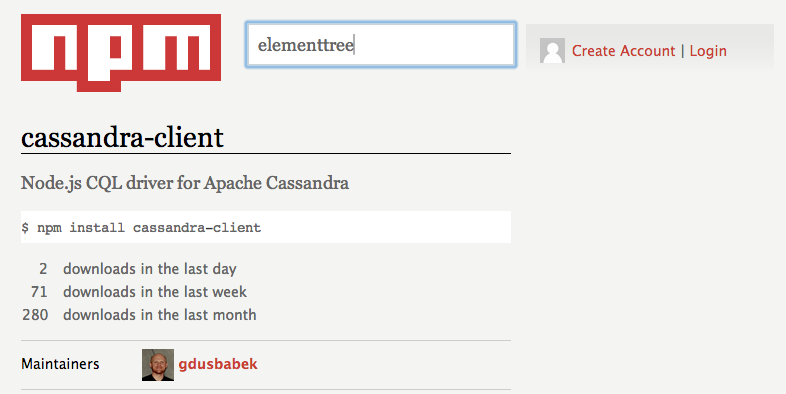 npm
elementtree
Create Account | Login
cassandra-client
Node.js CQL driver for Apache Cassandra
$ npm install cassandra-client
2 downloads in the last day
71 downloads in the last week
280 downloads in the last month
Maintainers gdusbabek